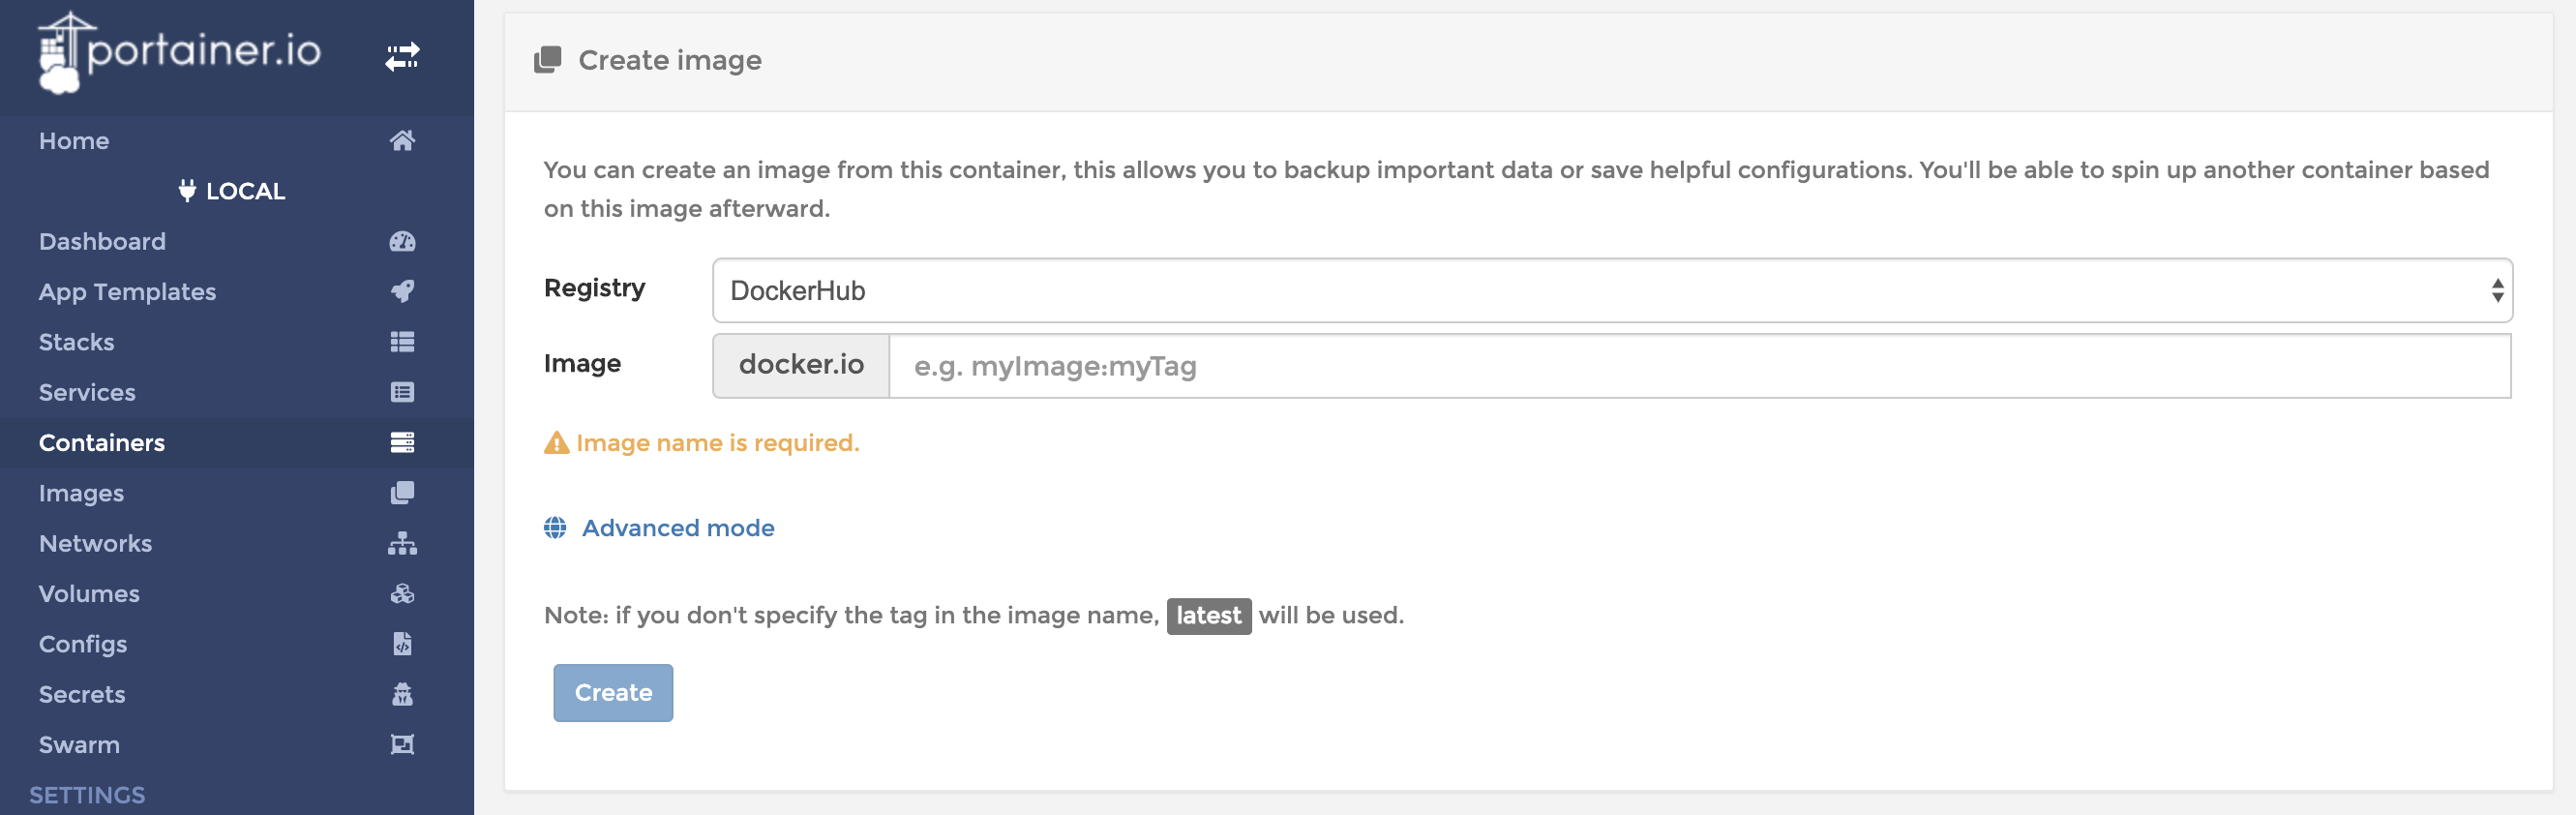 portainer.io
Home
LOCAL
Dashboard
App Templates
Stacks
Services
Containers
Images
Networks
Volumes
Configs
Secrets
Swarm
SETTINGS
Create image
You can create an image from this container, this allows you to backup important data or save helpful configurations. You'll be able to spin up another container based
on this image afterward.
Registry DockerHub
Image docker.io e.g. myImage:myTag
Image name is required.
Advanced mode
Note: if you don't specify the tag in the image name, latest will be used.
Create